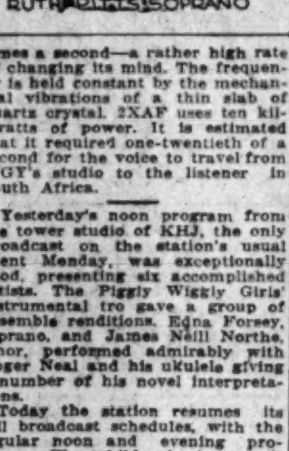 RUTH PITTS, SOPRANO
mes a second—a rather high rate
changing its mind. The frequen-
is held constant by the mechan-
al vibrations of a thin slab of
artz crystal. 2XAF uses ten kil-
ratts of power. It is estimated
at it required one-twentieth of a
cond for the voice to travel from
GY's studio to the listener in
uth Africa.
Yesterday's noon program from
e tower studio of KHJ, the only
oadcast on the station's usual
ent Menday, was exceptionally
od, presenting six accomplished
tists. The Piggly Wiggly Girls'
strumental tro gave a group of
semble renditions. Edna Forsey,
prano, and James Neill Northe,
nor, performed admirably with
oger Neal and his ukulele giving
number of his novel interpreta-
ns.
Today the station resumes its
ll broadcast schedules, with the
gular noon and evening pro-